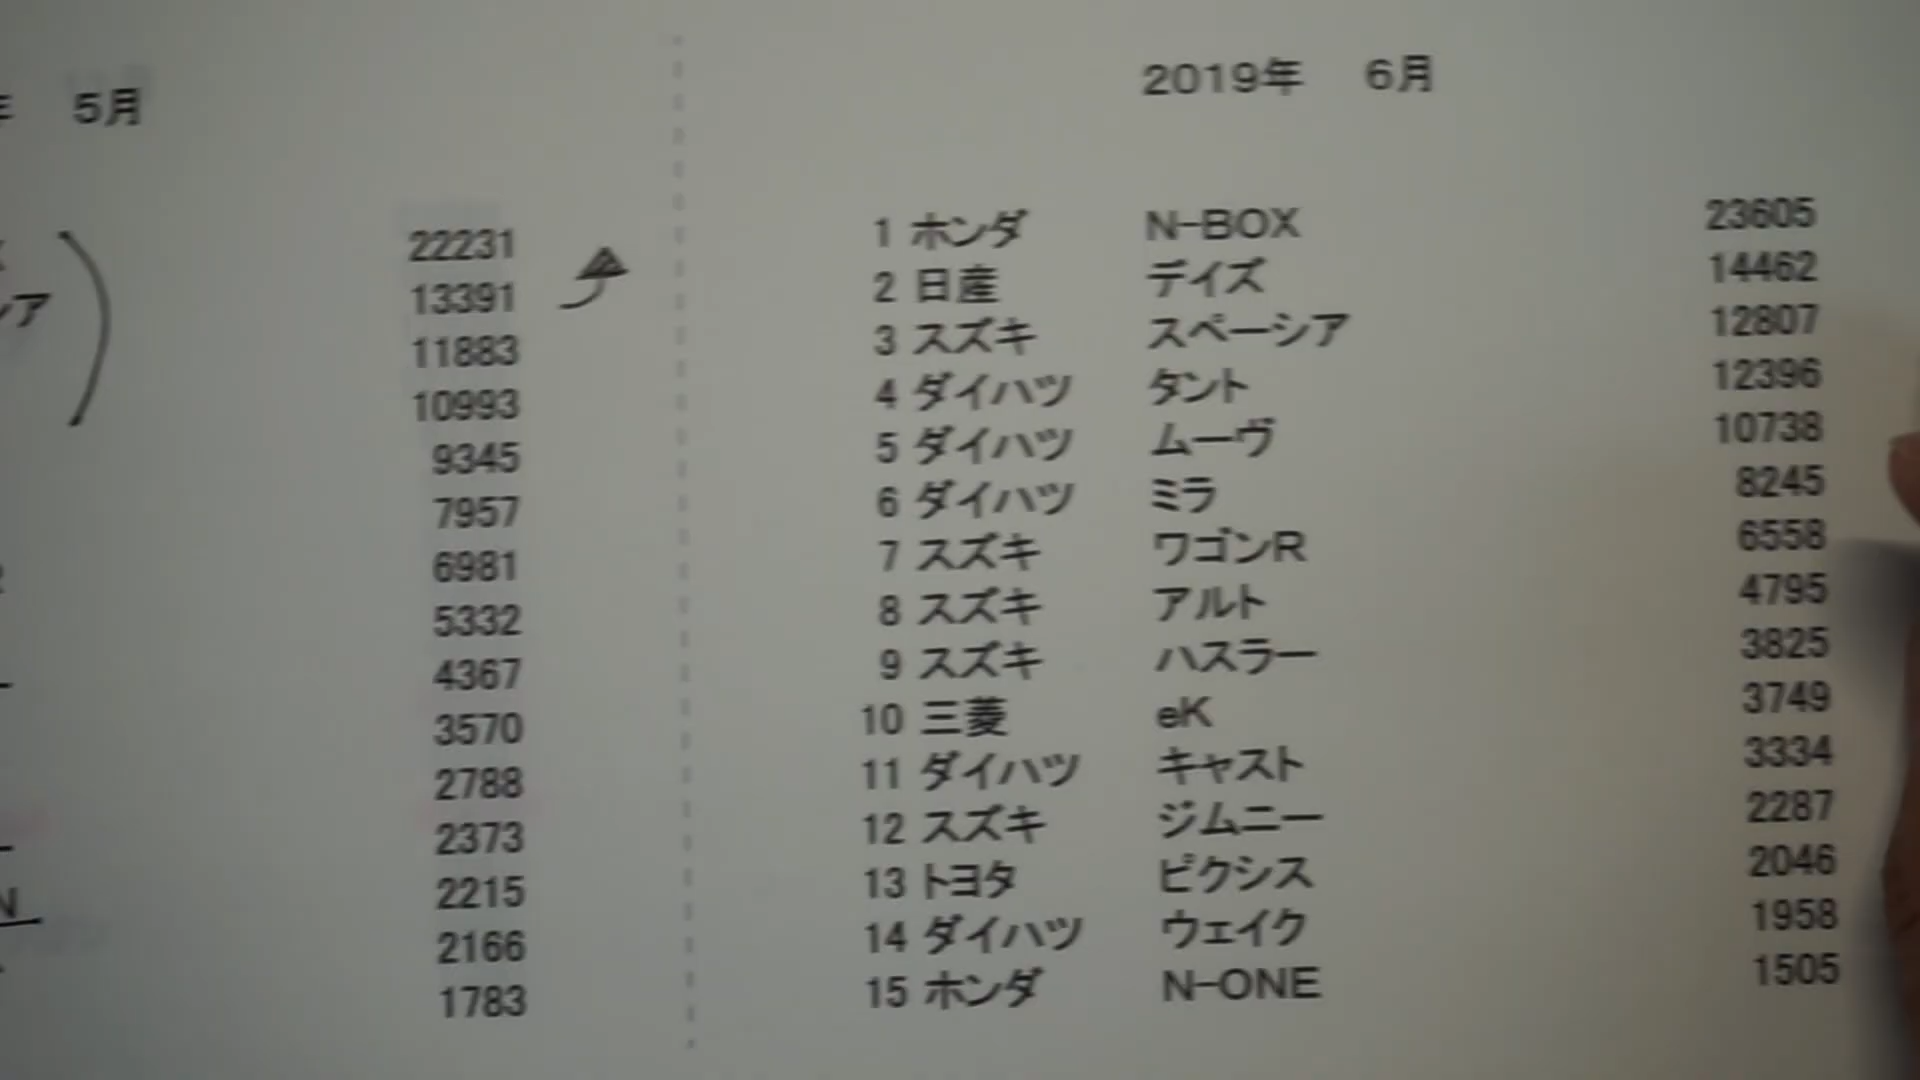 5月
22231
13391
11883
10993
9345
7957
6981
5332
4367
3570
2788
2373
2215
2166
1783
2019年 6月
1 ホンダ N-BOX 23605
2 日産 デイズ 14462
3 スズキ スペーシア 12807
4 ダイハツ タント 12396
5 ダイハツ ムーヴ 10738
6 ダイハツ ミラ 8245
7 スズキ ワゴンR 6558
8 スズキ アルト 4795
9 スズキ ハスラー 3825
10 三菱 eK 3749
11 ダイハツ キャスト 3334
12 スズキ ジムニー 2287
13 トヨタ ピクシス 2046
14 ダイハツ ウェイク 1958
15 ホンダ N-ONE 1505